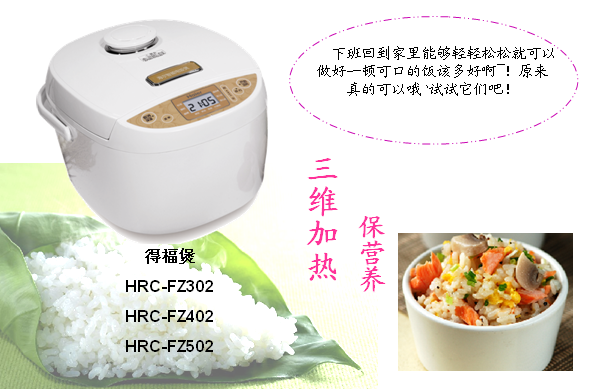 下班回到家里能够轻轻松松就可以
做好一顿可口的饭该多好啊！原来
真的可以哦 试试它们吧！
21:05
三维加热
保营养
得福煲
HRC-FZ302
HRC-FZ402
HRC-FZ502